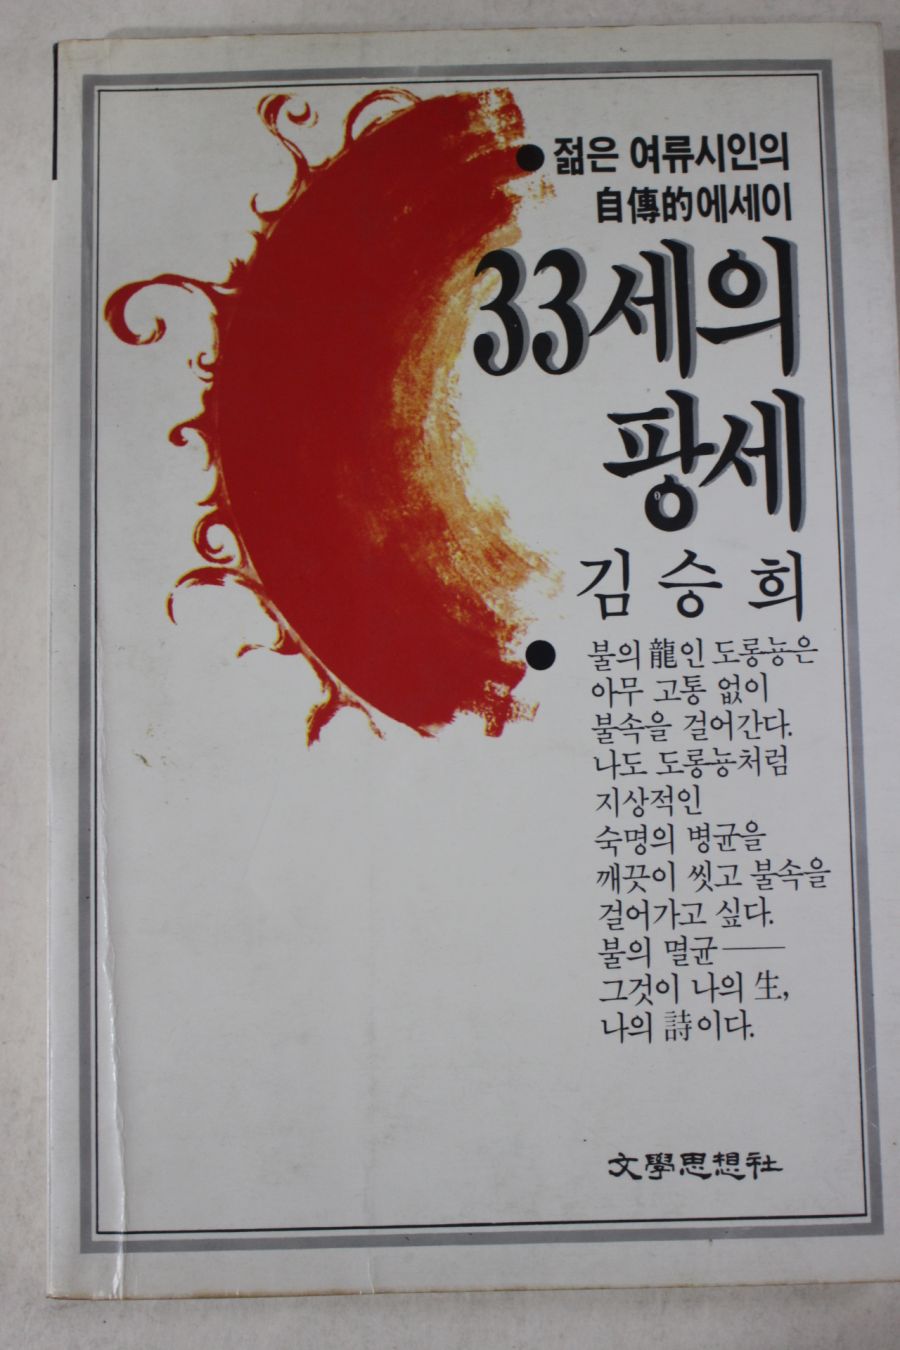 젊은 여류시인의
自傳的에세이
33세의
팡세
김승희
불의 龍인 도롱뇽은
아무 고통 없이
불속을 걸어간다.
나도 도롱뇽처럼
지상적인
숙명의 병균을
깨끗이 씻고 불속을
걸어가고 싶다.
불의 멸균——
그것이 나의 生,
나의 詩이다.
文學思想社